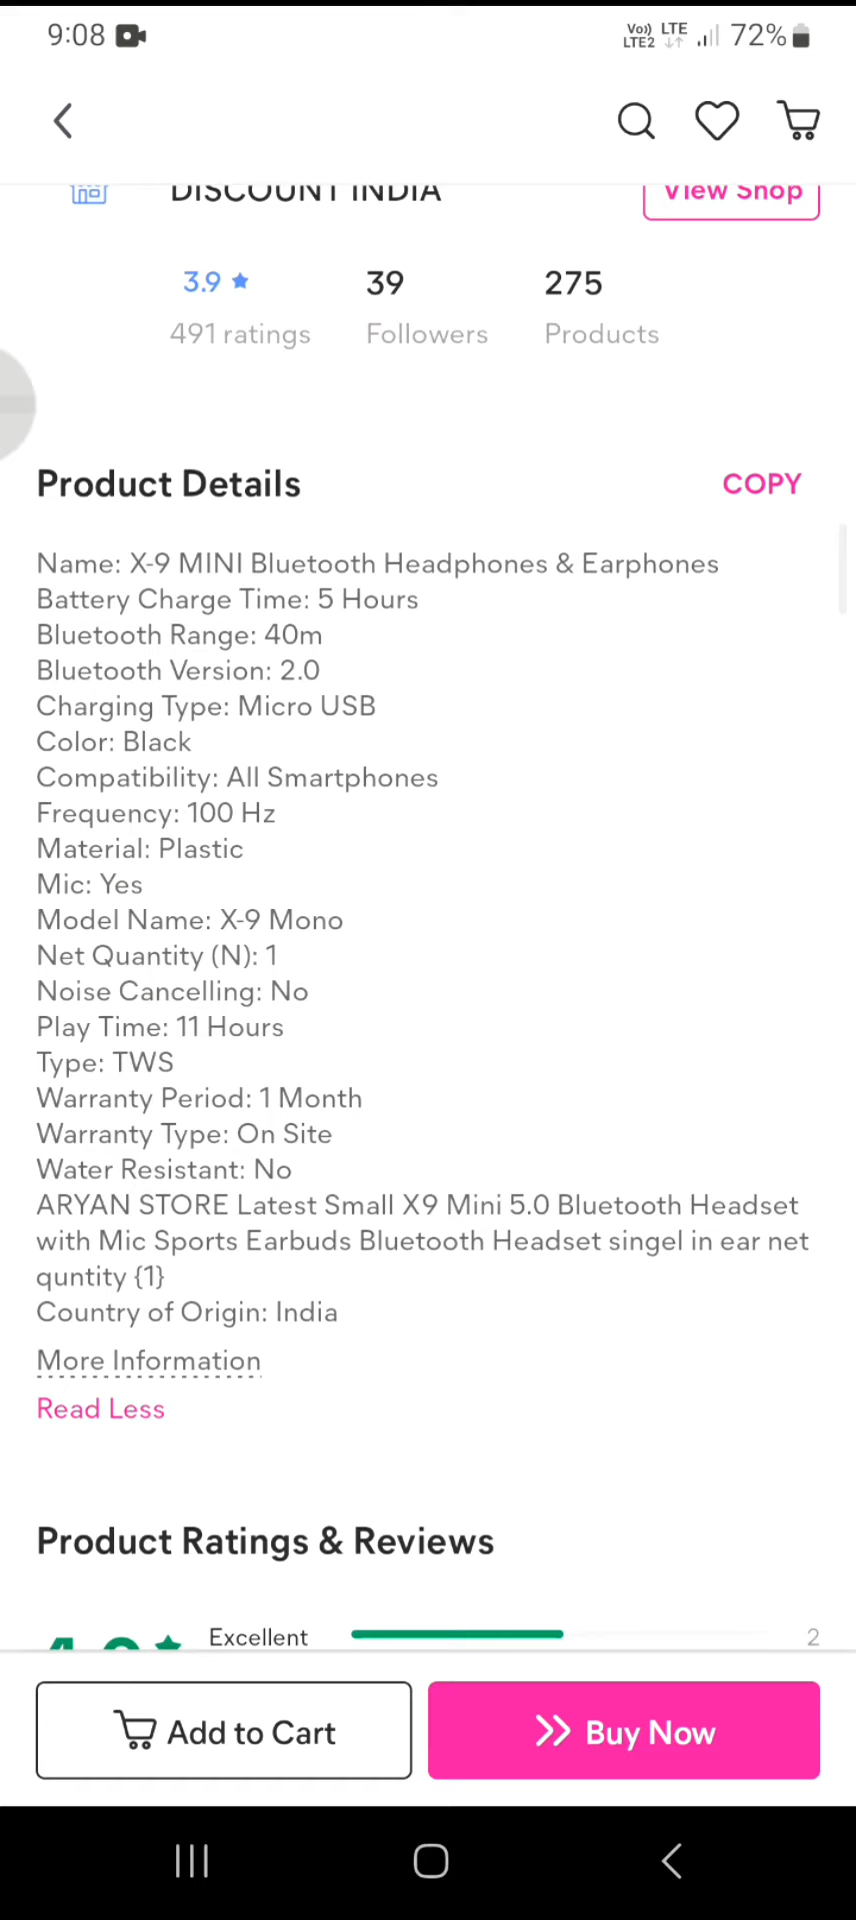 9:08
Vo)) LTE
LTE2
72%
DISCOUNT INDIA
View Shop
3.9 39 275
491 ratings Followers Products
Product Details COPY
Name: X-9 MINI Bluetooth Headphones & Earphones
Battery Charge Time: 5 Hours
Bluetooth Range: 40m
Bluetooth Version: 2.0
Charging Type: Micro USB
Color: Black
Compatibility: All Smartphones
Frequency: 100 Hz
Material: Plastic
Mic: Yes
Model Name: X-9 Mono
Net Quantity (N): 1
Noise Cancelling: No
Play Time: 11 Hours
Type: TWS
Warranty Period: 1 Month
Warranty Type: On Site
Water Resistant: No
ARYAN STORE Latest Small X9 Mini 5.0 Bluetooth Headset
with Mic Sports Earbuds Bluetooth Headset singel in ear net
quntity {1}
Country of Origin: India
More Information
Read Less
Product Ratings & Reviews
Excellent 2
Add to Cart
Buy Now